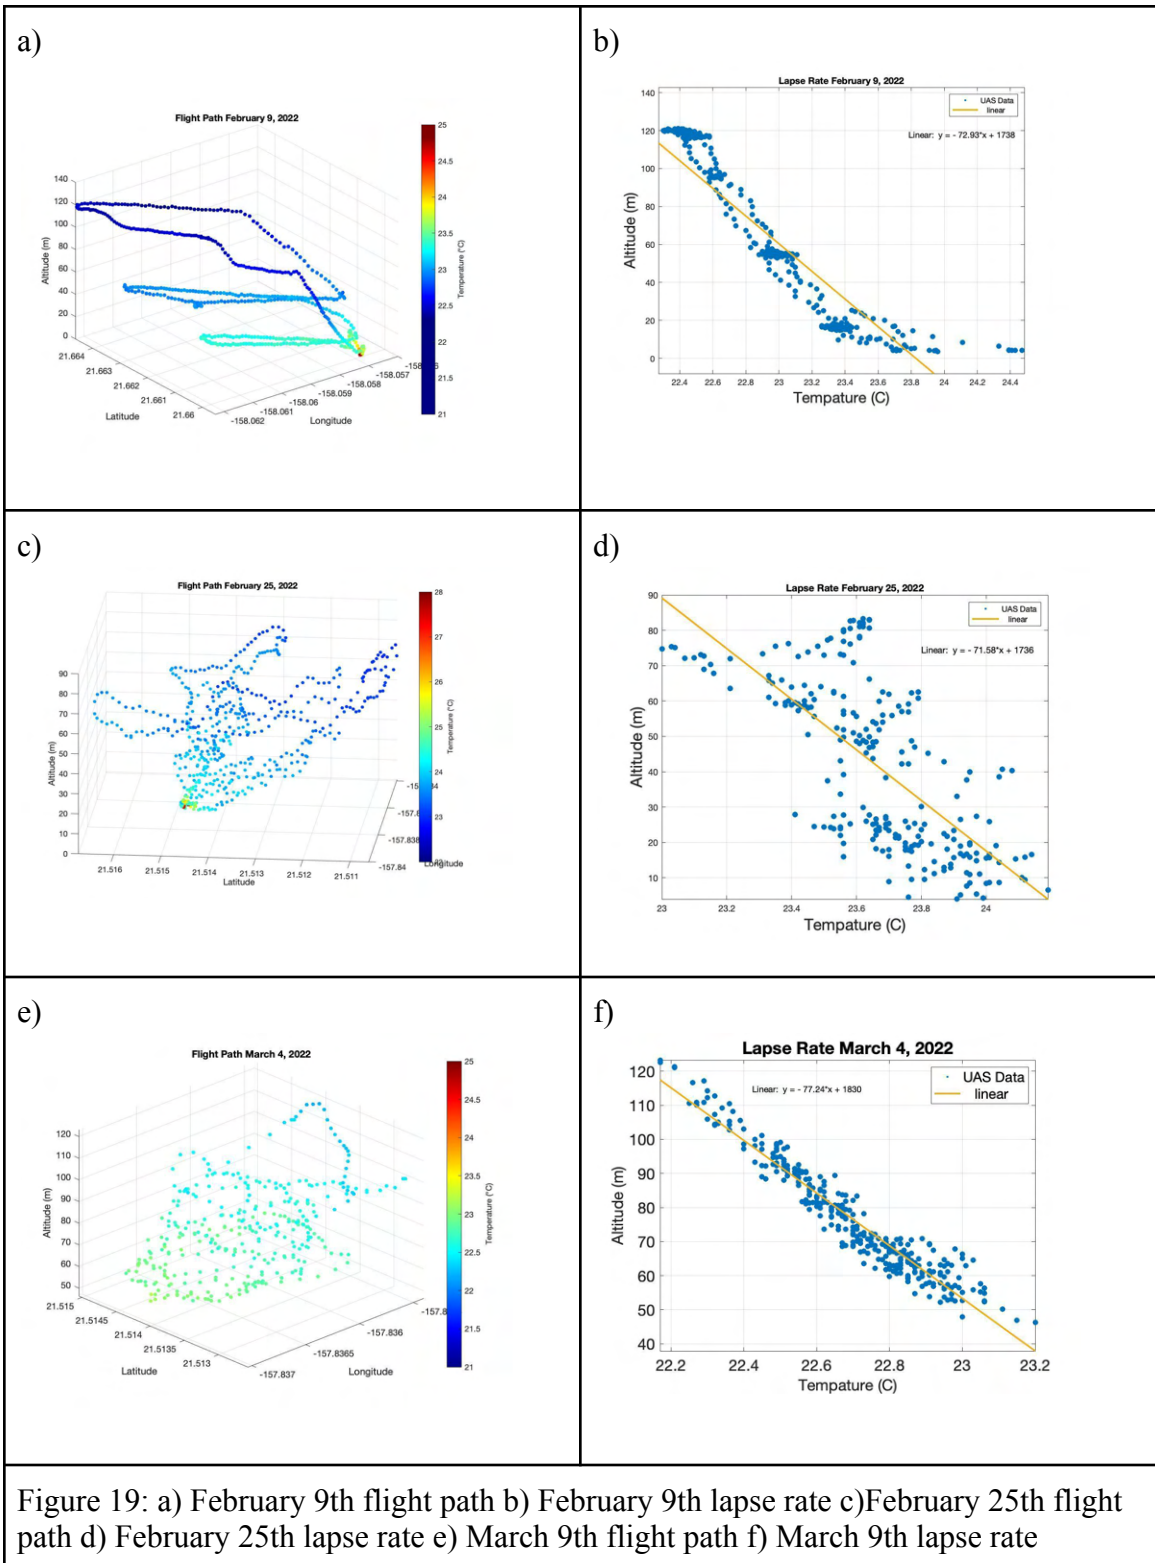 a)
Flight Path February 9, 2022
140
120
100
80
60
40
20
0
Altitude (m)
21.664
21.663
21.662
21.661
21.66
Latitude
-158.062
-158.061
-158.06
-158.059
-158.058
-158.057
Longitude
25
24.5
24
23.5
23
22.5
22
21.5
21
Temperature (°C)
b)
Lapse Rate February 9, 2022
UAS Data
linear
Linear: y = - 72.93*x + 1738
140
120
100
80
60
40
20
0
Altitude (m)
22.4 22.6 22.8 23 23.2 23.4 23.6 23.8 24 24.2 24.4
Tempature (C)
c)
Flight Path February 25, 2022
90
80
70
60
50
40
30
20
10
0
Altitude (m)
21.516 21.515 21.514 21.513 21.512 21.511
Latitude
-157.84
-157.838
Longitude
28
27
26
25
24
23
Temperature (°C)
d)
Lapse Rate February 25, 2022
UAS Data
linear
Linear: y = - 71.58*x + 1736
90
80
70
60
50
40
30
20
10
Altitude (m)
23 23.2 23.4 23.6 23.8 24
Tempature (C)
e)
Flight Path March 4, 2022
120
110
100
90
80
70
60
50
Altitude (m)
21.515
21.5145
21.514
21.5135
21.513
Latitude
-157.837
-157.8365
-157.836
Longitude
25
24.5
24
23.5
23
22.5
22
21.5
21
Temperature (°C)
f)
Lapse Rate March 4, 2022
UAS Data
linear
Linear: y = - 77.24*x + 1830
120
110
100
90
80
70
60
50
40
Altitude (m)
22.2 22.4 22.6 22.8 23 23.2
Tempature (C)
Figure 19: a) February 9th flight path b) February 9th lapse rate c)February 25th flight
path d) February 25th lapse rate e) March 9th flight path f) March 9th lapse rate